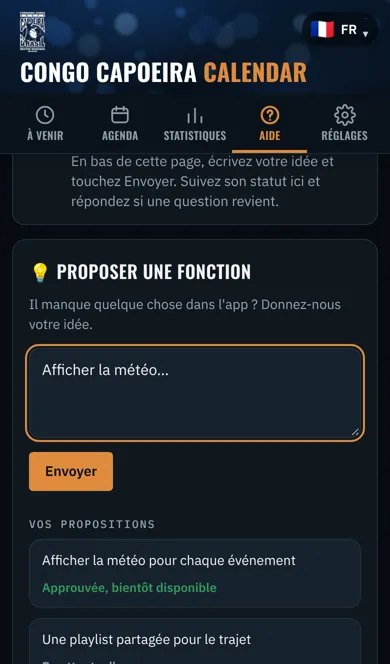 FR
CONGO CAPOEIRA CALENDAR
À VENIR
AGENDA
STATISTIQUES
AIDE
RÉGLAGES
En bas de cette page, écrivez votre idée et
touchez Envoyer. Suivez son statut ici et
répondez si une question revient.
PROPOSER UNE FONCTION
Il manque quelque chose dans l'app ? Donnez-nous
votre idée.
Afficher la météo...
Envoyer
VOS PROPOSITIONS
Afficher la météo pour chaque événement
Approuvée, bientôt disponible
Une playlist partagée pour le trajet